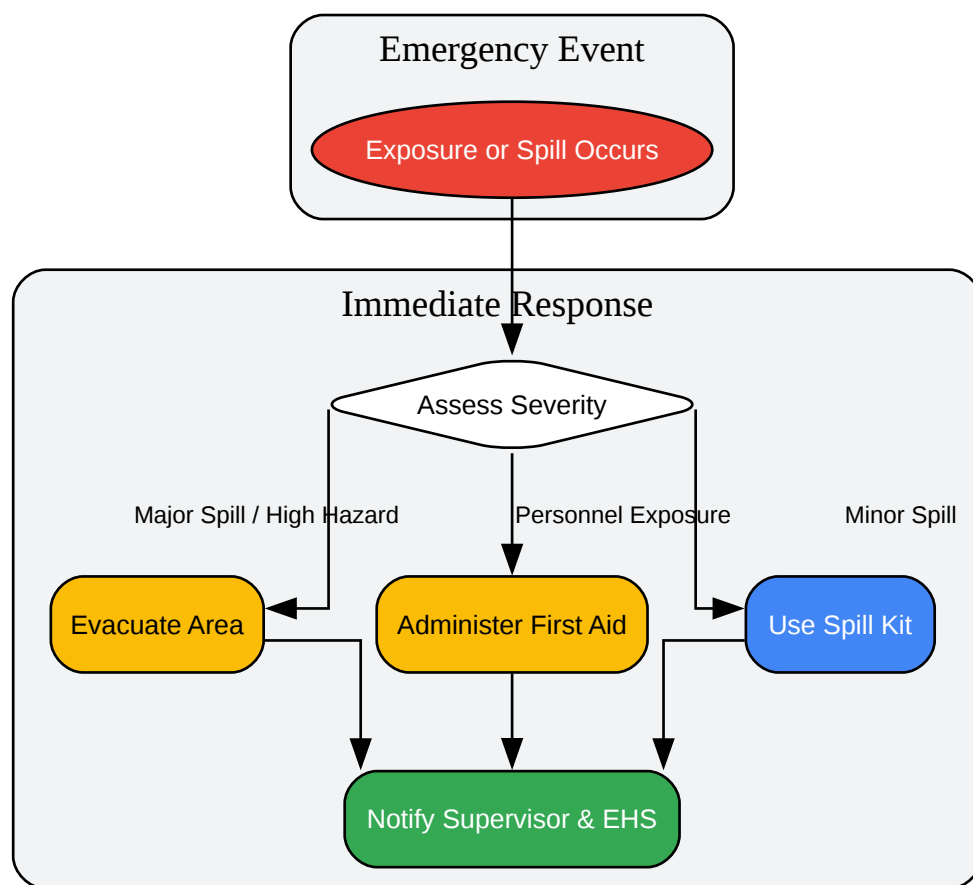 Emergency Event
Exposure or Spill Occurs
Immediate Response
Assess Severity
Major Spill / High Hazard
Personnel Exposure
Minor Spill
Evacuate Area
Administer First Aid
Use Spill Kit
Notify Supervisor & EHS